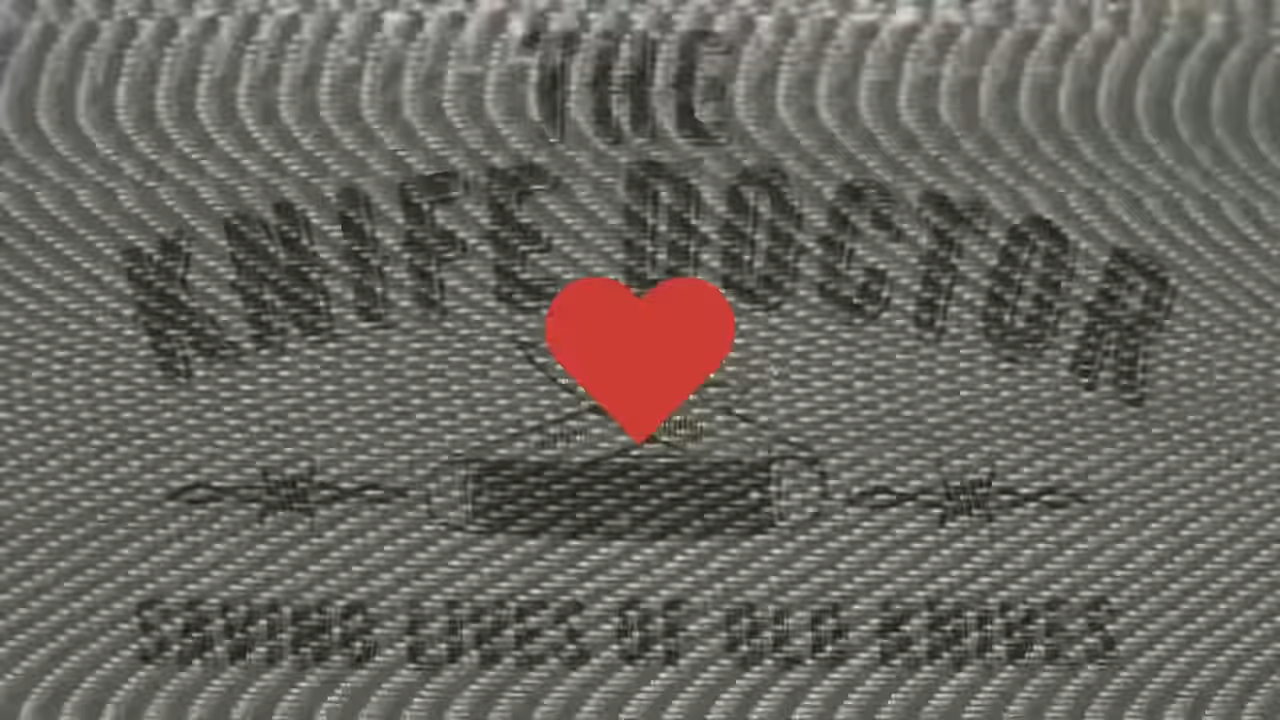 THE
KNIFE DOCTOR
SAVING LIVES OF OLD KNIVES